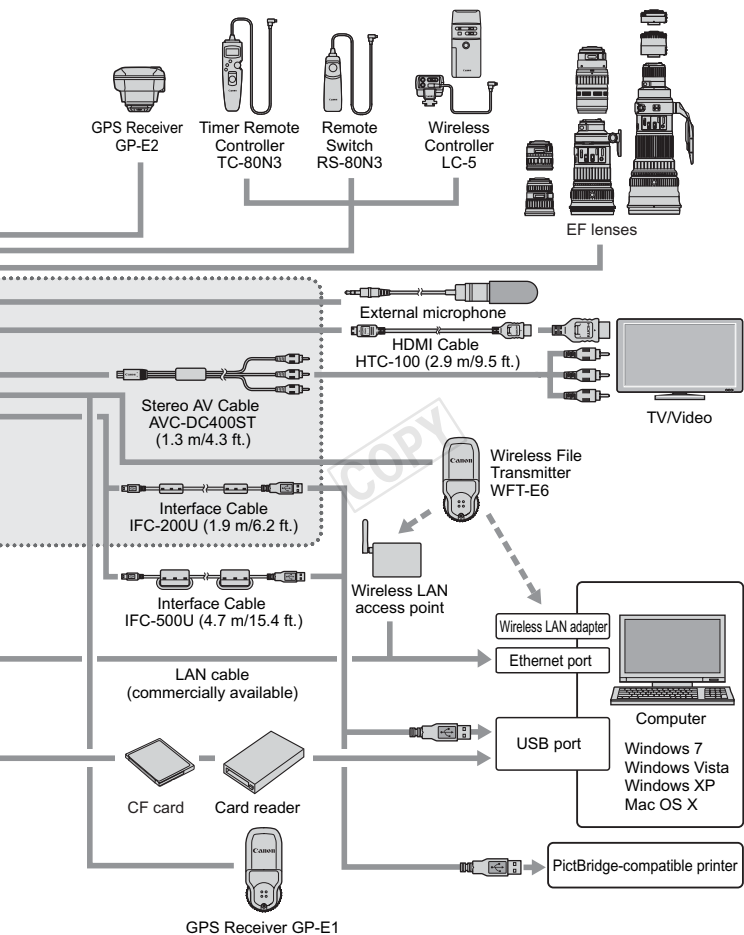 GPS Receiver
GP-E2
Timer Remote
Controller
TC-80N3
Remote
Switch
RS-80N3
Wireless
Controller
LC-5
EF lenses
External microphone
HDMI Cable
HTC-100 (2.9 m/9.5 ft.)
TV/Video
Stereo AV Cable
AVC-DC400ST
(1.3 m/4.3 ft.)
COPY
Canon
Wireless File
Transmitter
WFT-E6
Interface Cable
IFC-200U (1.9 m/6.2 ft.)
Wireless LAN
access point
Interface Cable
IFC-500U (4.7 m/15.4 ft.)
Wireless LAN adapter
Ethernet port
LAN cable
(commercially available)
Computer
USB port
Windows 7
Windows Vista
Windows XP
Mac OS X
CF card
Card reader
Canon
PictBridge-compatible printer
GPS Receiver GP-E1